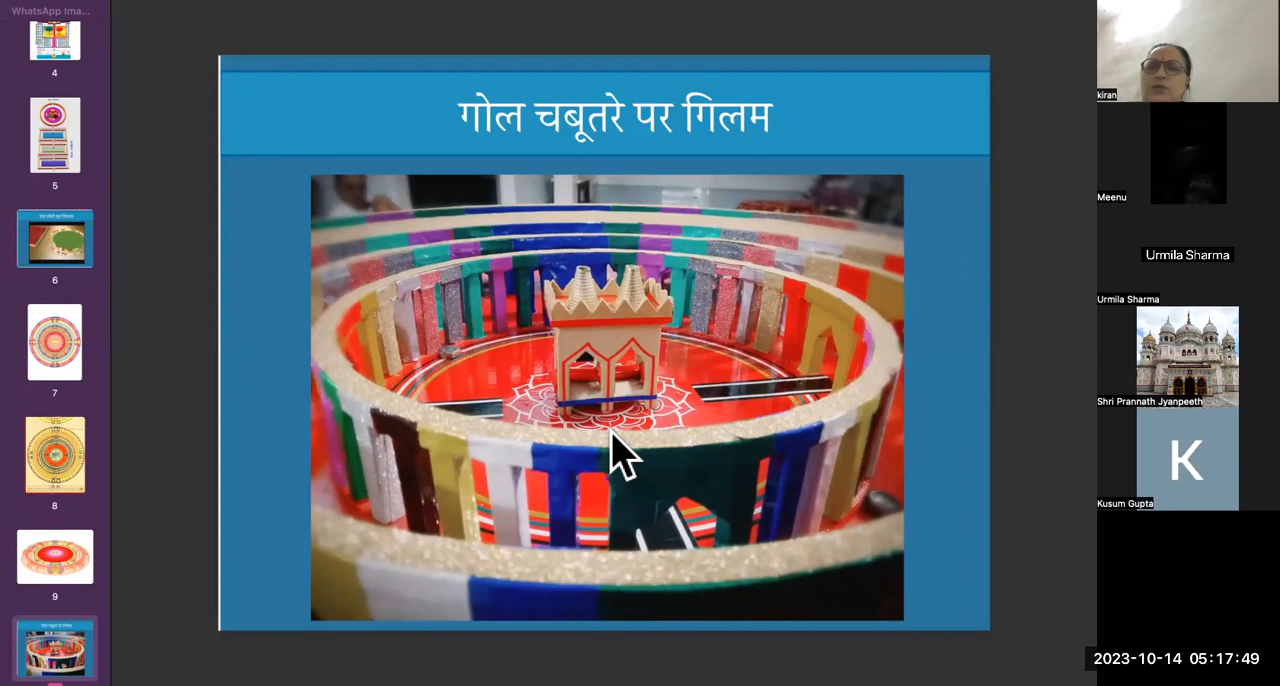 WhatsApp Ima...
4
5
6
7
8
9
गोल चबूतरे पर गिलम
kiran
Meenu
Urmila Sharma
Urmila Sharma
Shri Prannath Jyanpeeth
K
Kusum Gupta
2023-10-14 05:17:49